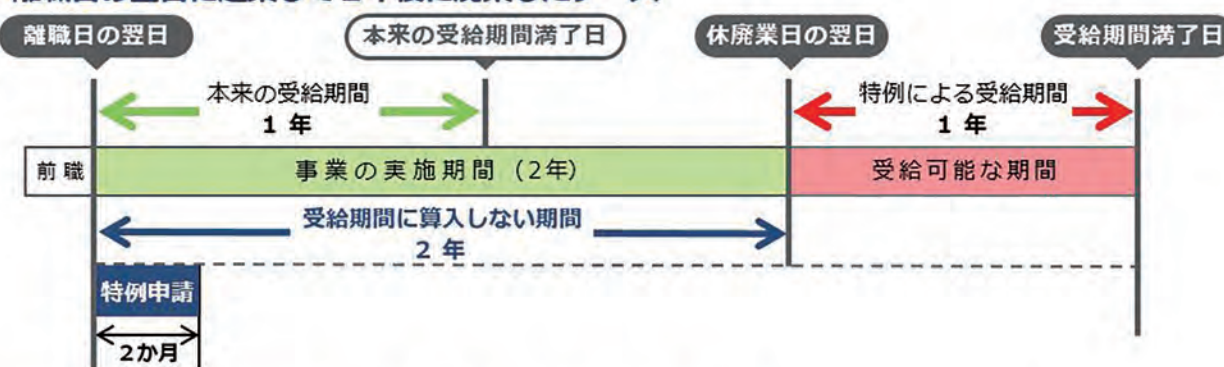 離職日の翌日
本来の受給期間満了日
休廃業日の翌日
受給期間満了日
本来の受給期間
1 年
特例による受給期間
1 年
前職
事業の実施期間（2年）
受給可能な期間
受給期間に算入しない期間
2 年
特例申請
2か月